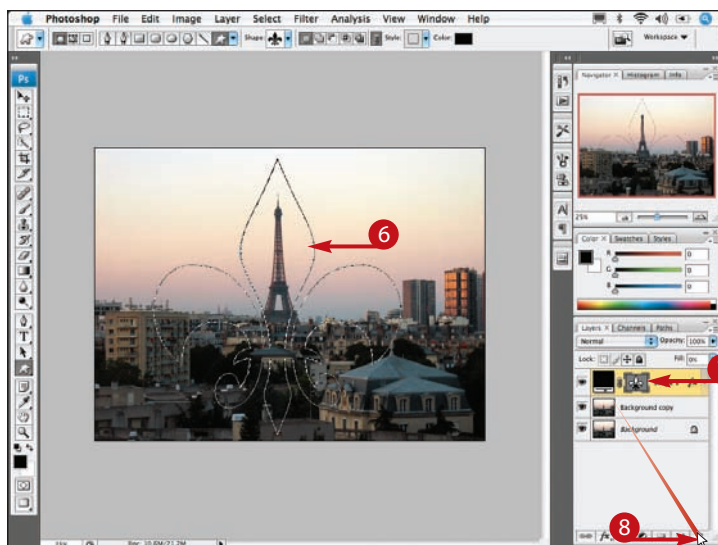 Photoshop File Edit Image Layer Select Filter Analysis View Window Help
Shape: Style: Color: Workspace
Ps
Navigator × Histogram Info
6
25%
A
Color × Swatches Styles
R 0
G 0
B 0
T
Layers × Channels Paths
Normal Opacity: 100%
Lock: Fill: 0%
Background copy
Background
8
fx